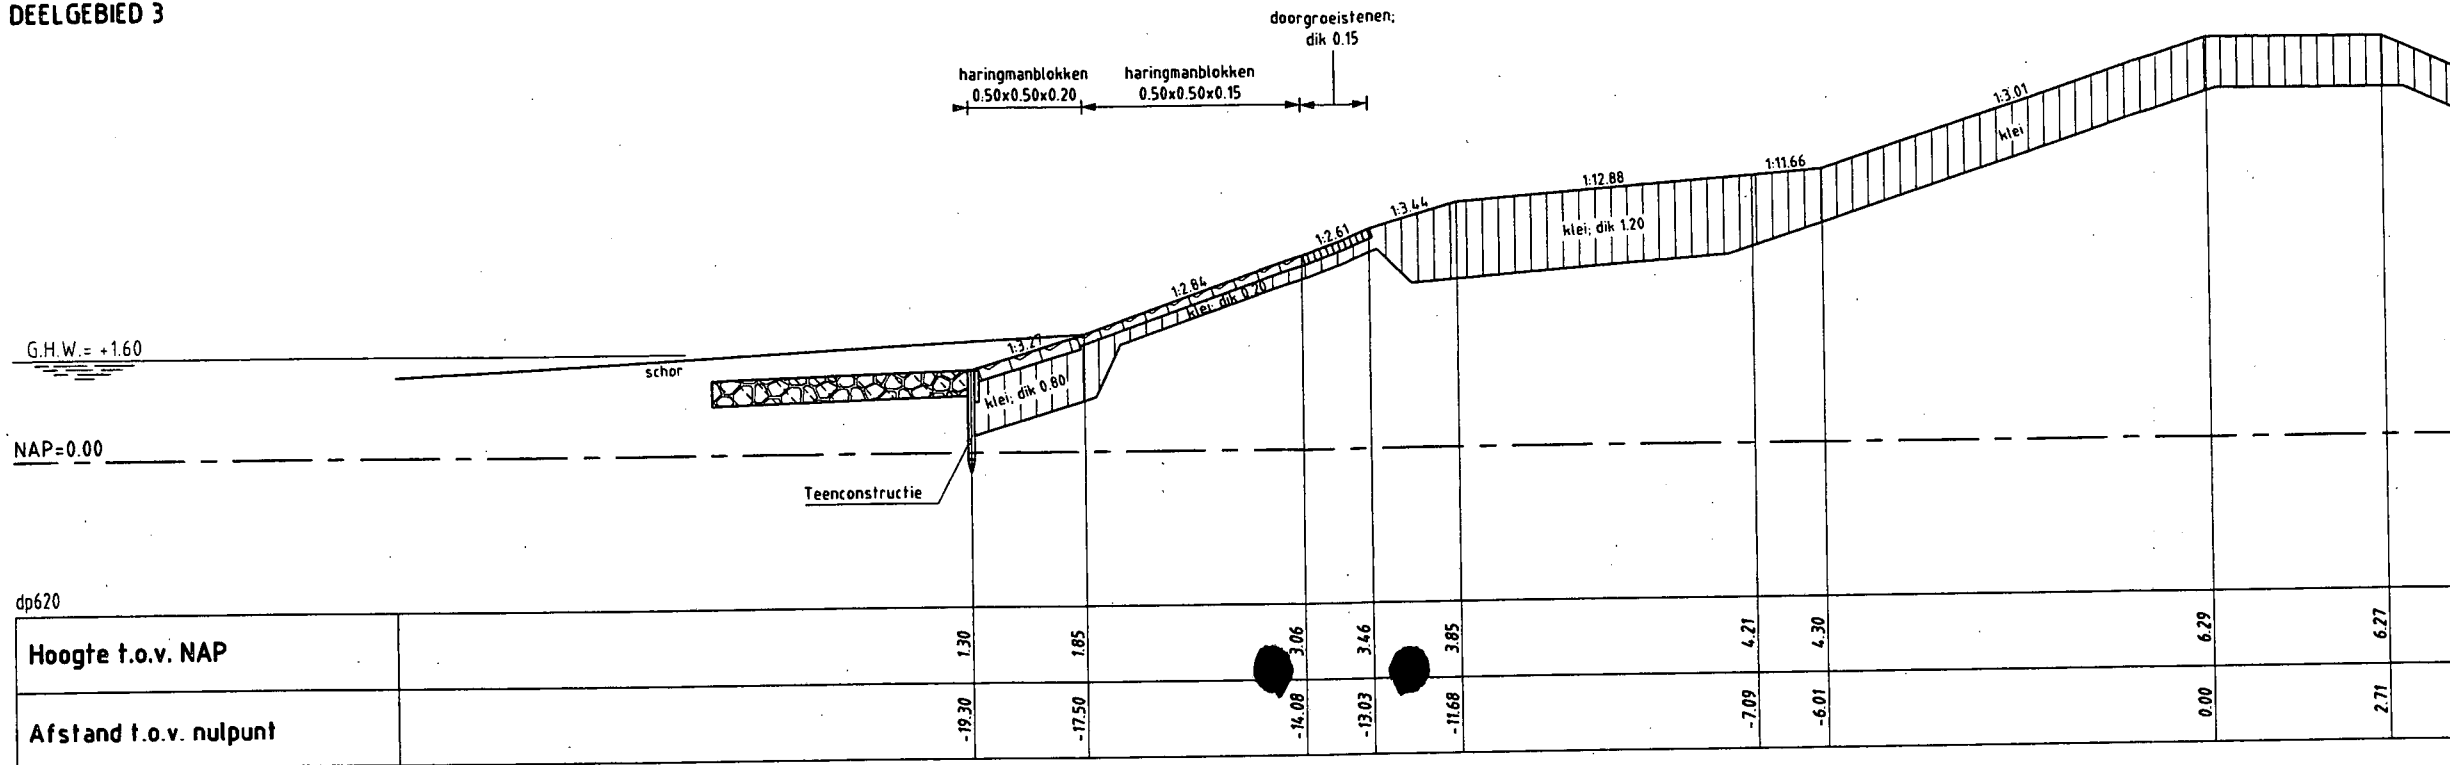 DEELGEBIED 3
doorgroeistenen;
dik 0.15
haringmanblokken
0.50x0.50x0.20
haringmanblokken
0.50x0.50x0.15
1:3.01
klei
1:11.66
1:12.88
1:3.44
klei; dik 1.20
1:2.61
1:2.84
klei; dik 0.20
1:3.27
G.H.W.= +1.60
schor
klei; dik 0.80
NAP=0.00
Teenconstructie
dp620
Hoogte t.o.v. NAP
1.30
1.85
3.06
3.46
3.85
4.21
4.30
6.29
6.27
Afstand t.o.v. nulpunt
-19.30
-17.50
-14.08
-13.03
-11.68
-7.09
-6.01
0.00
2.71